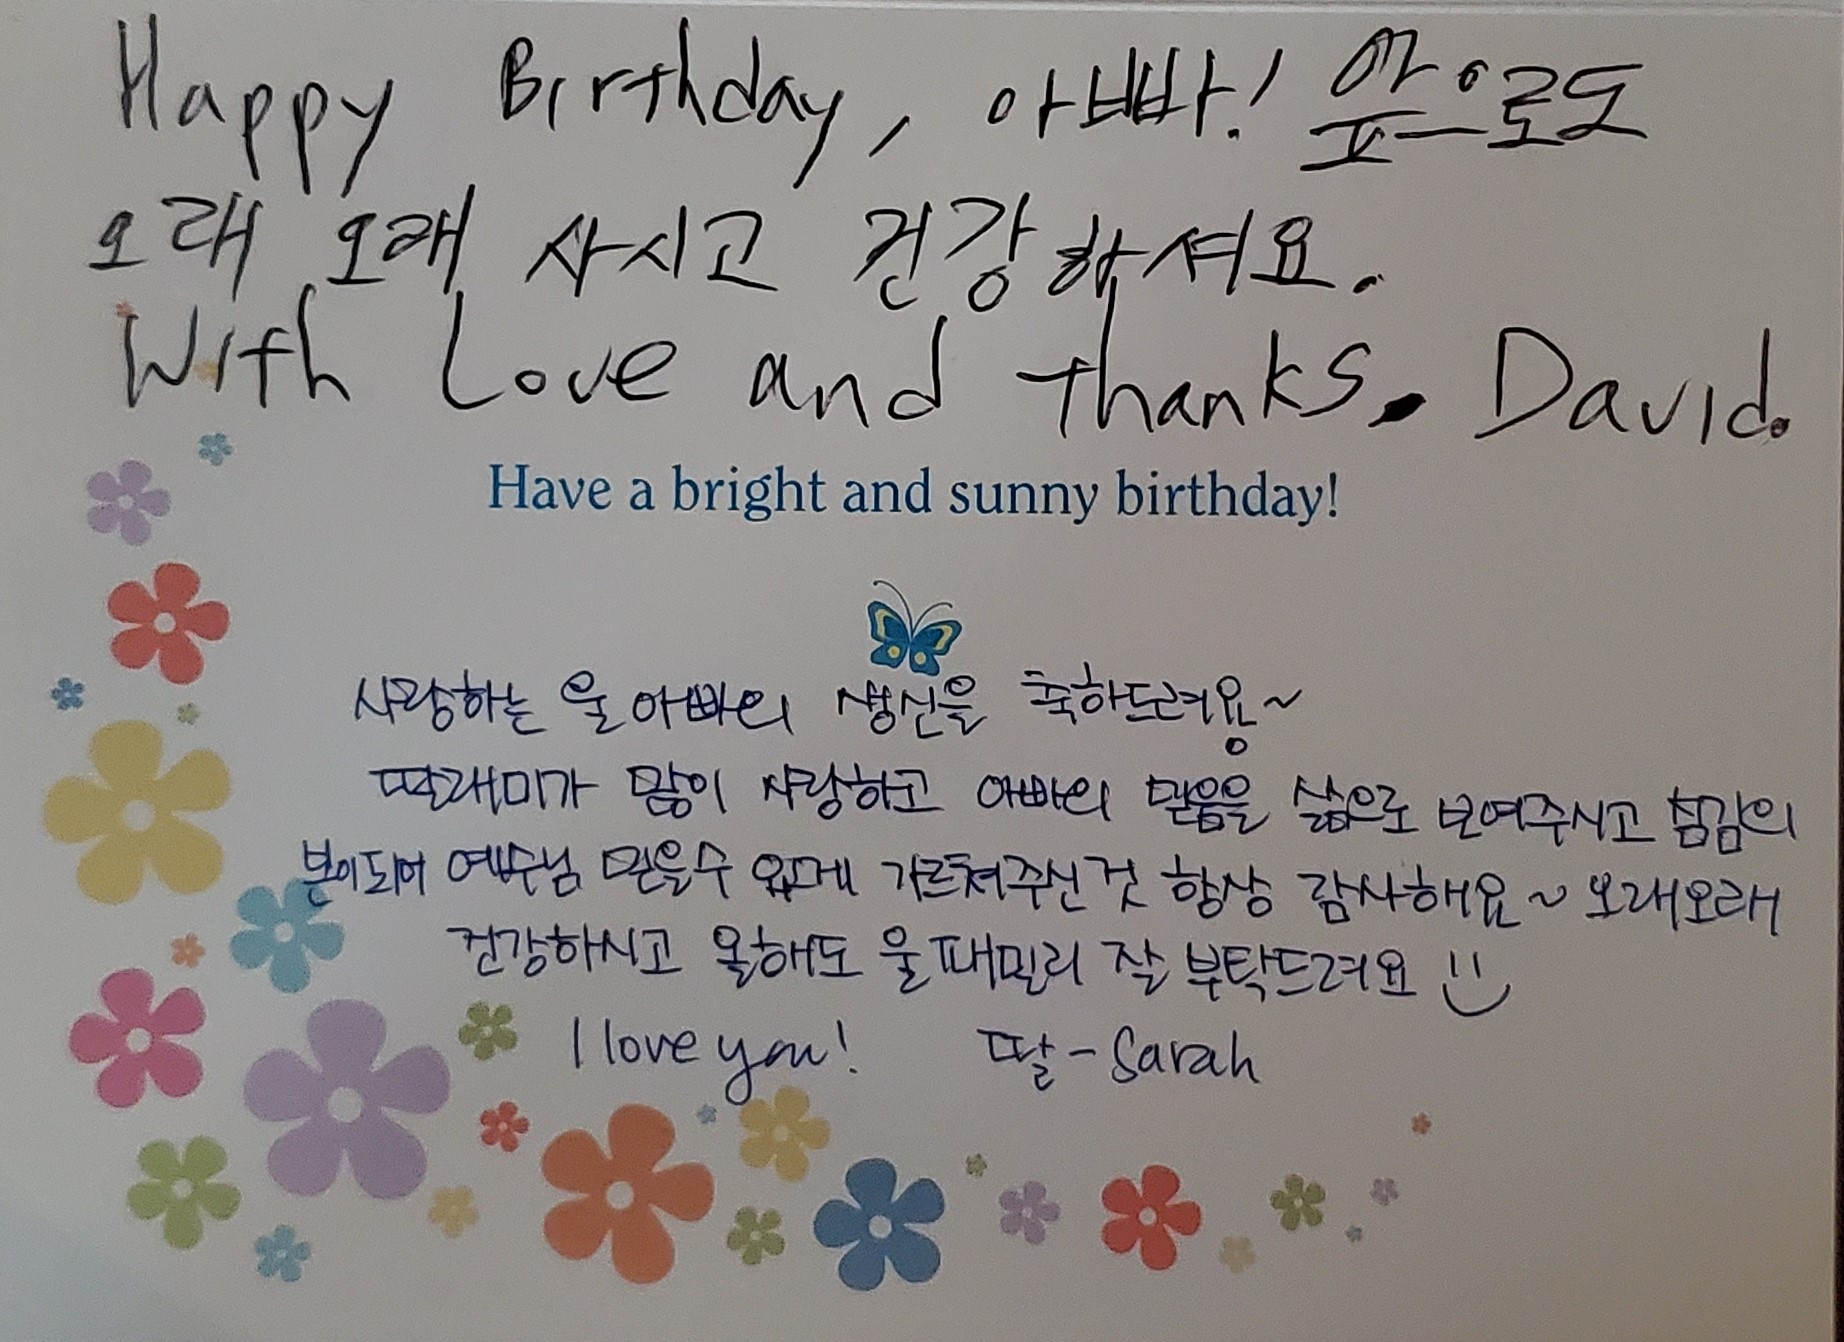 Happy Birthday, 아빠! 앞으로도
오래 오래 사시고 건강하셔요.
With Love and thanks. David.
Have a bright and sunny birthday!
사랑하는 울 아빠의 생신을 축하드려용~
딸래미가 많이 사랑하고 아빠의 믿음을 삶으로 보여주시고 섬김의
본이되어 예수님 믿을수 있게 가르쳐주신것 항상 감사해요~ 오래오래
건강하시고 올해도 울패밀리 잘 부탁드려요
I love you! 딸-Sarah